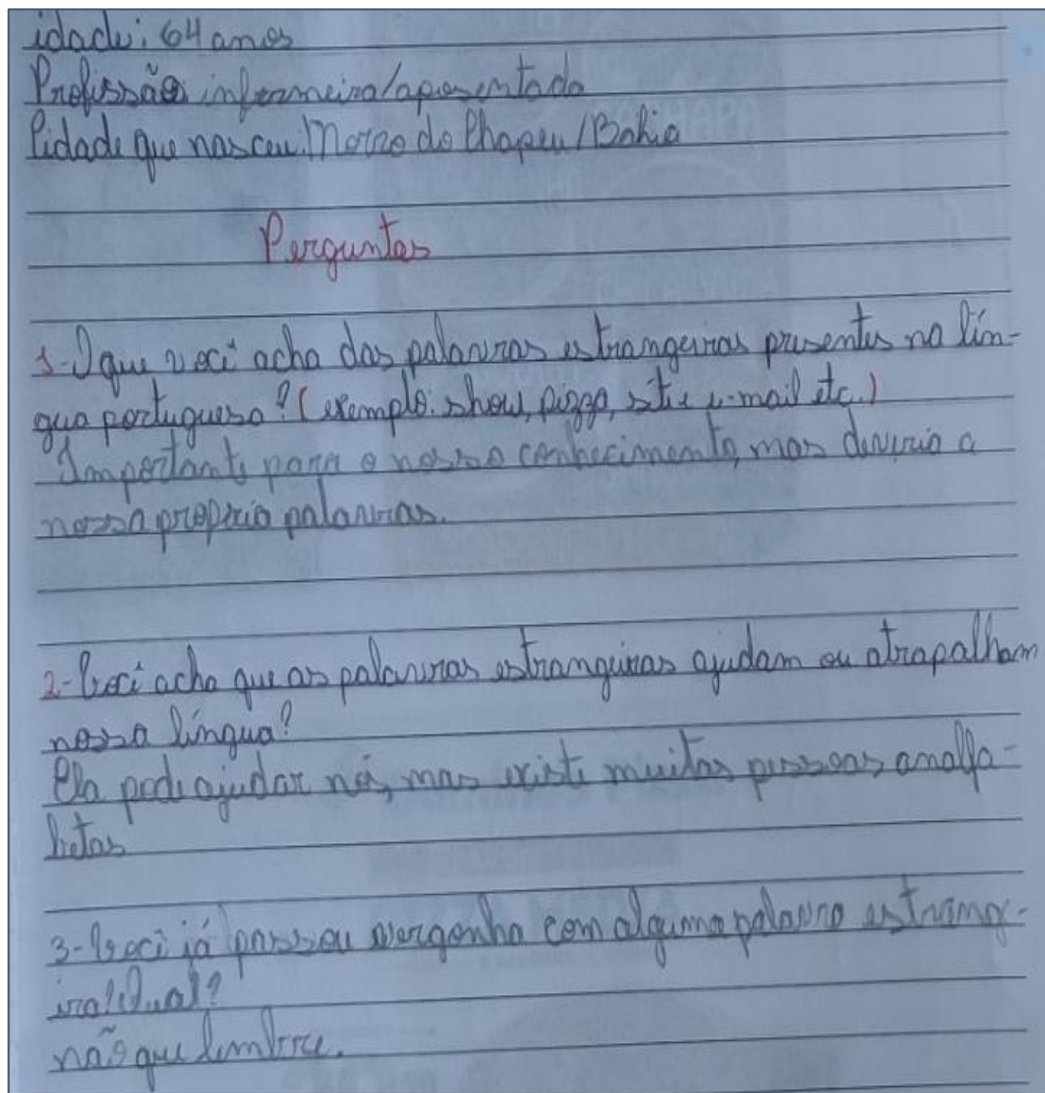 idade: 64 anos
Profissão: infermeira/aposentada
Cidade que nasceu: Morro do Chapeu/Bahia
Perguntas
1- O que você acha das palavras estrangeiras presentes na lín-
gua portuguesa? (exemplo: show, pizza, site e-mail etc.)
Importante para o nosso conhecimento, mas deveria a
nossa propria palavras.
2- Você acha que as palavras estrangeiras ajudam ou atrapalham
nossa língua?
Ela pode ajudar nós, mas existe muitas pessoas analfa-
betas
3- Você já passou vergonha com alguma palavra estrange-
ira? Qual?
não que lembre.